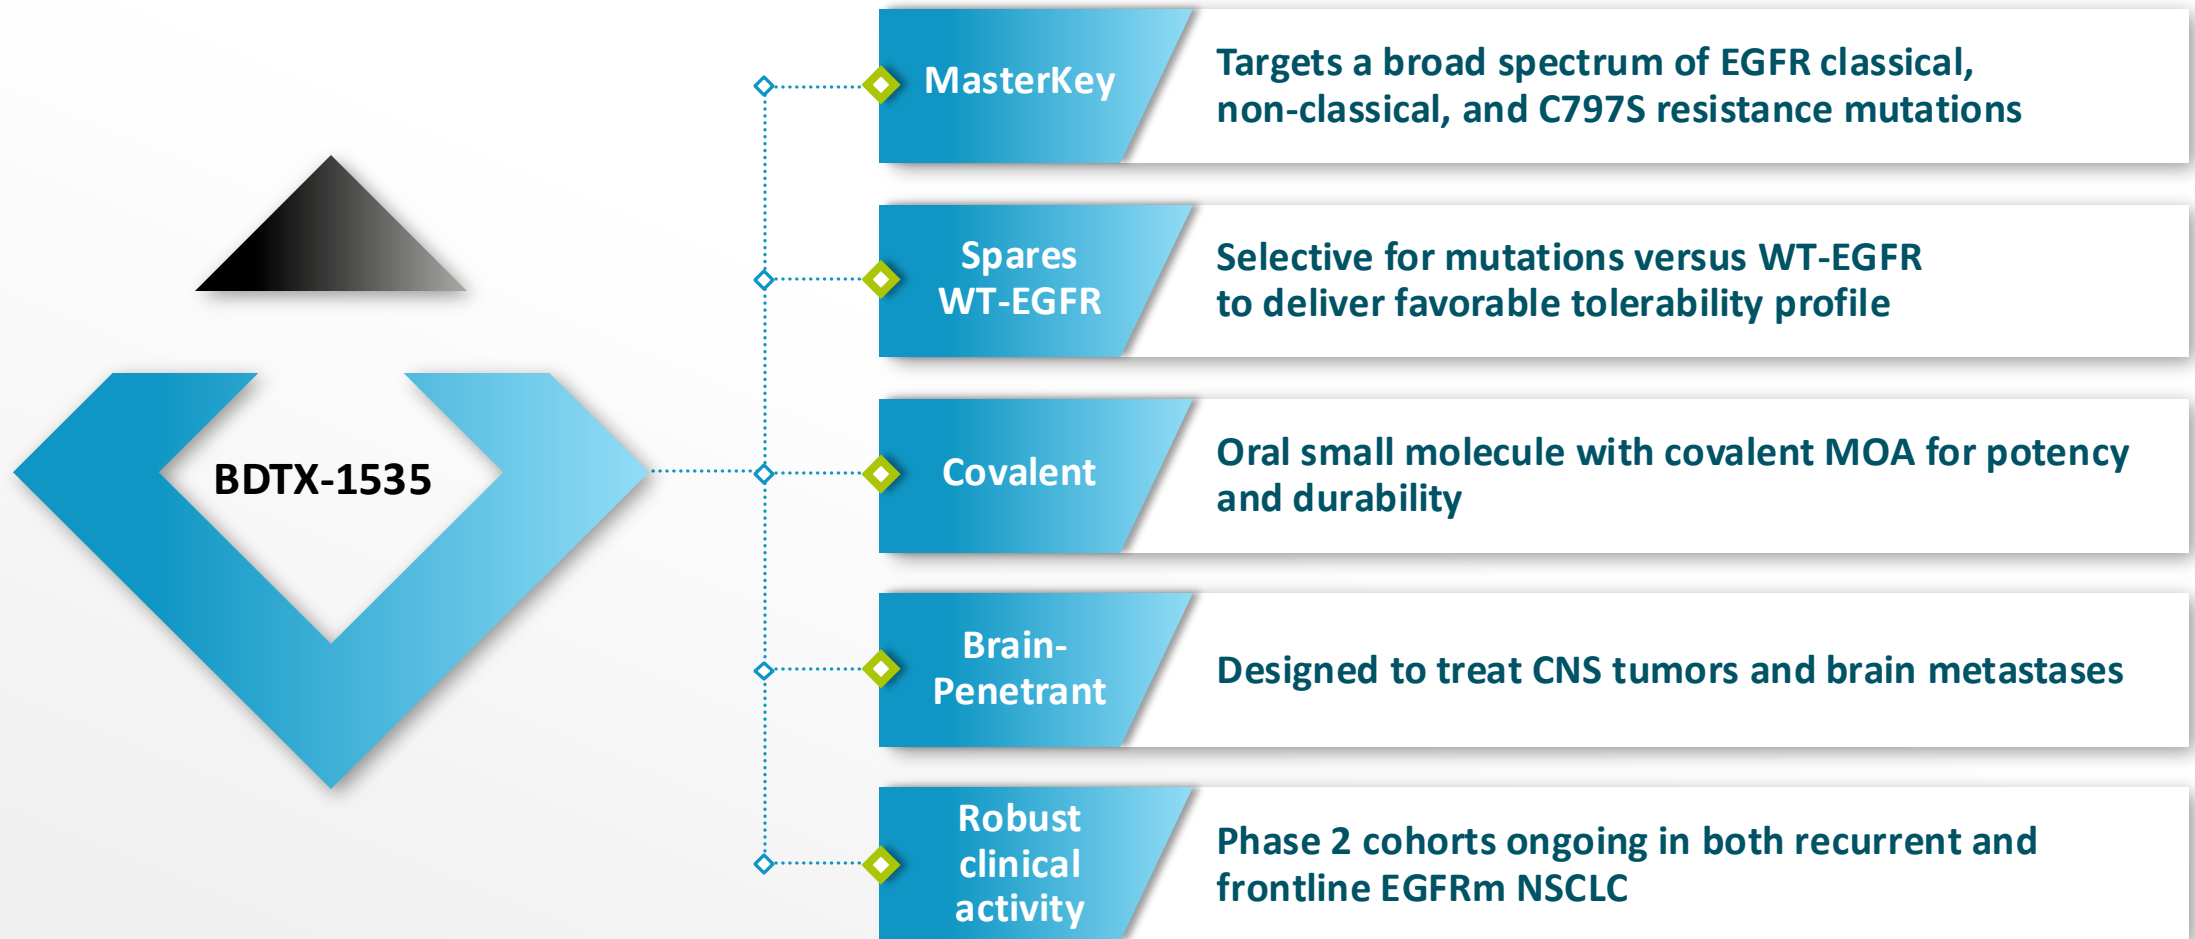 BDTX-1535
MasterKey
Targets a broad spectrum of EGFR classical,
non-classical, and C797S resistance mutations
Spares
WT-EGFR
Selective for mutations versus WT-EGFR
to deliver favorable tolerability profile
Covalent
Oral small molecule with covalent MOA for potency
and durability
Brain-
Penetrant
Designed to treat CNS tumors and brain metastases
Robust
clinical
activity
Phase 2 cohorts ongoing in both recurrent and
frontline EGFRm NSCLC